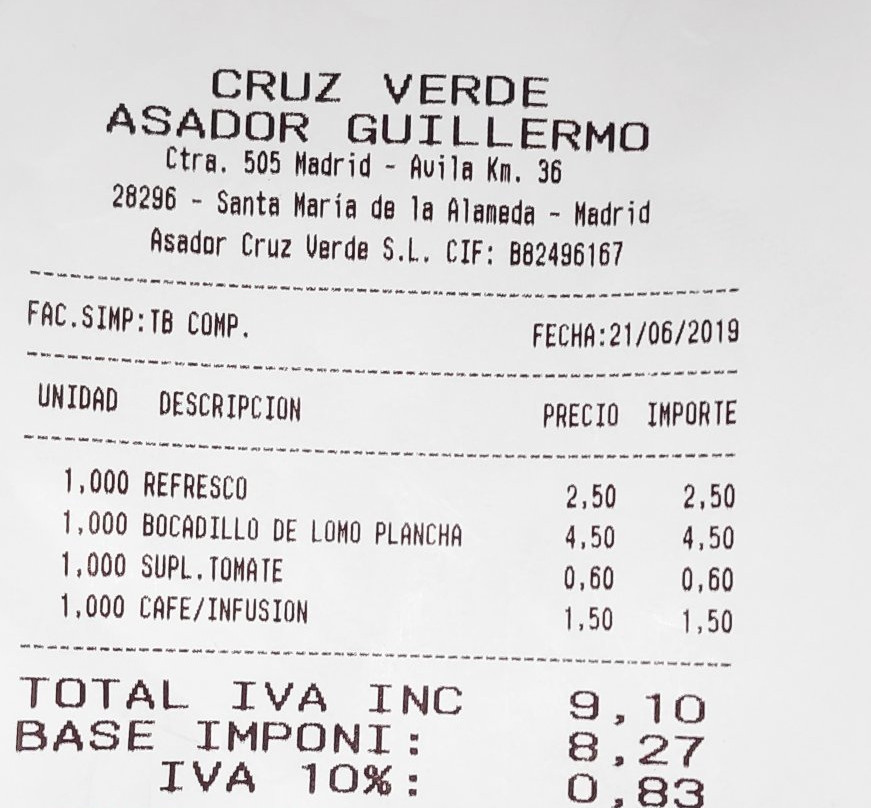 CRUZ VERDE
ASADOR GUILLERMO
Ctra. 505 Madrid - Avila Km. 36
28296 - Santa María de la Alameda - Madrid
Asador Cruz Verde S.L. CIF: B82496167
FAC.SIMP:TB COMP. FECHA:21/06/2019
UNIDAD DESCRIPCION PRECIO IMPORTE
1,000 REFRESCO 2,50 2,50
1,000 BOCADILLO DE LOMO PLANCHA 4,50 4,50
1,000 SUPL.TOMATE 0,60 0,60
1,000 CAFE/INFUSION 1,50 1,50
TOTAL IVA INC 9,10
BASE IMPONI: 8,27
IVA 10%: 0,83